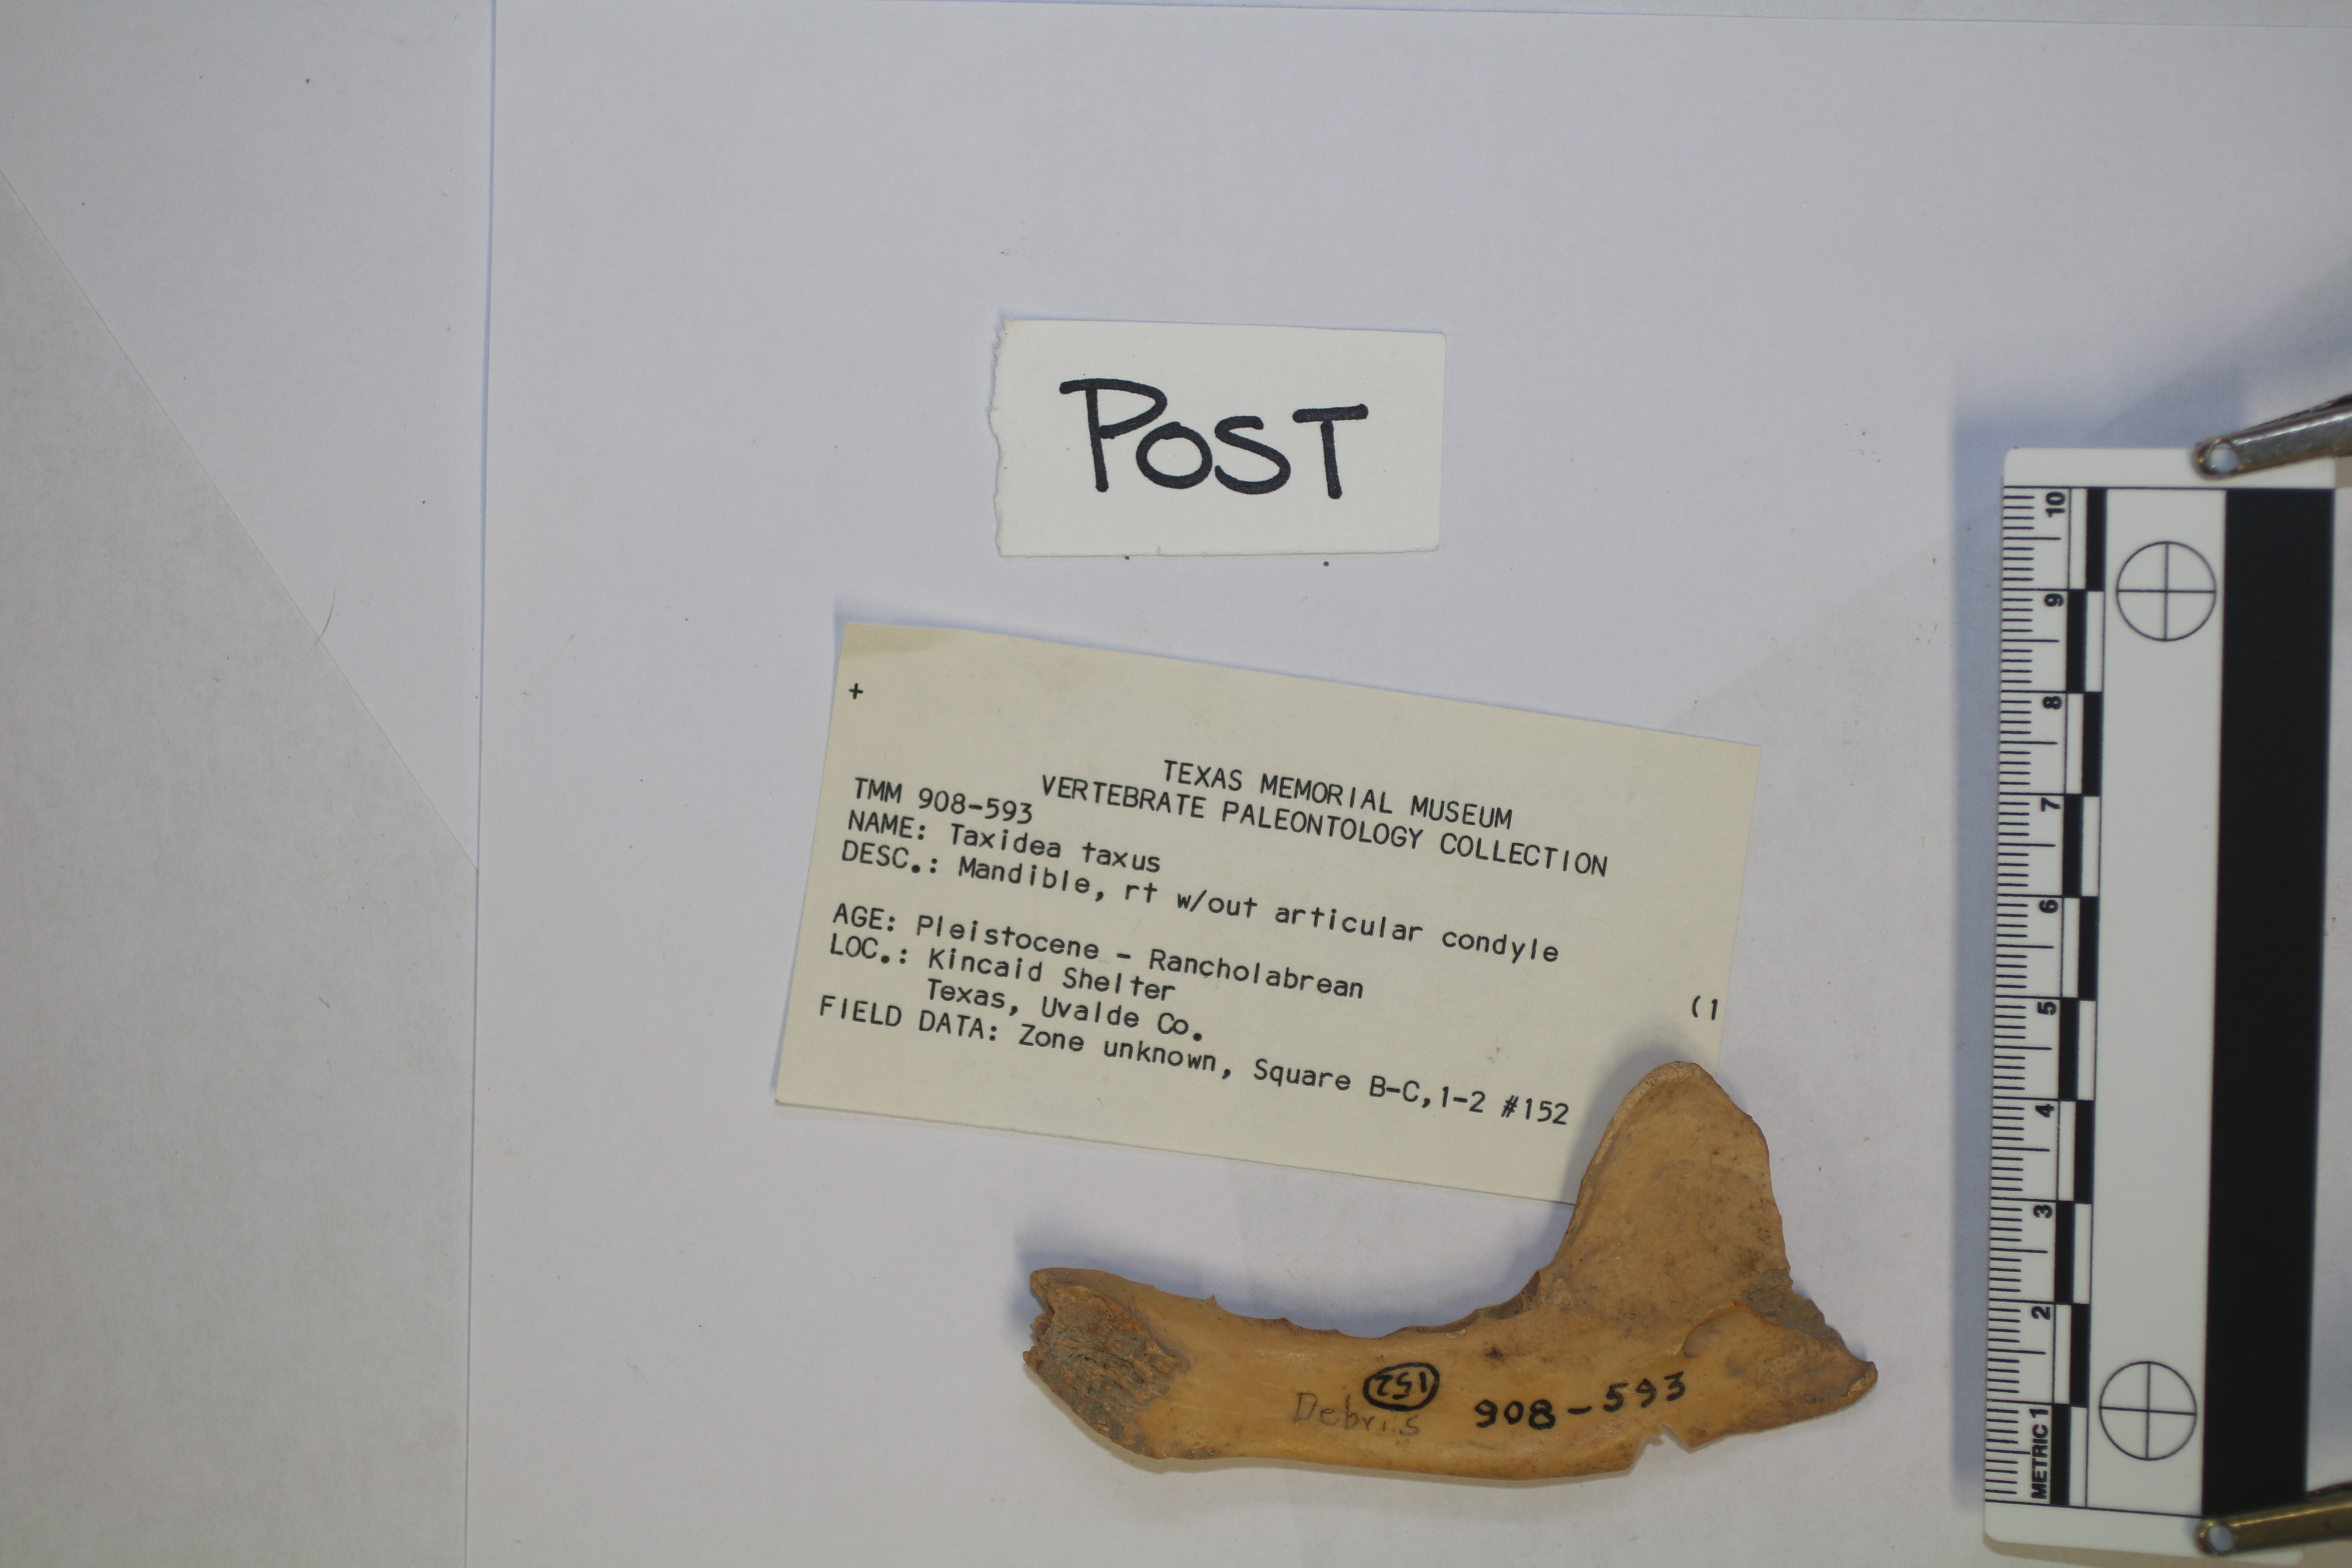 +
TEXAS MEMORIAL MUSEUM
TMM 908-593 VERTEBRATE PALEONTOLOGY COLLECTION
NAME: Taxidea taxus
DESC.: Mandible, rt w/out articular condyle
AGE: Pleistocene - Rancholabrean
LOC.: Kincaid Shelter
Texas, Uvalde Co.
FIELD DATA: Zone unknown, Square B-C,1-2 #152
(1
POST
Debris
152
908-593
METRIC 1 2 3 4 5 6 7 8 9 10